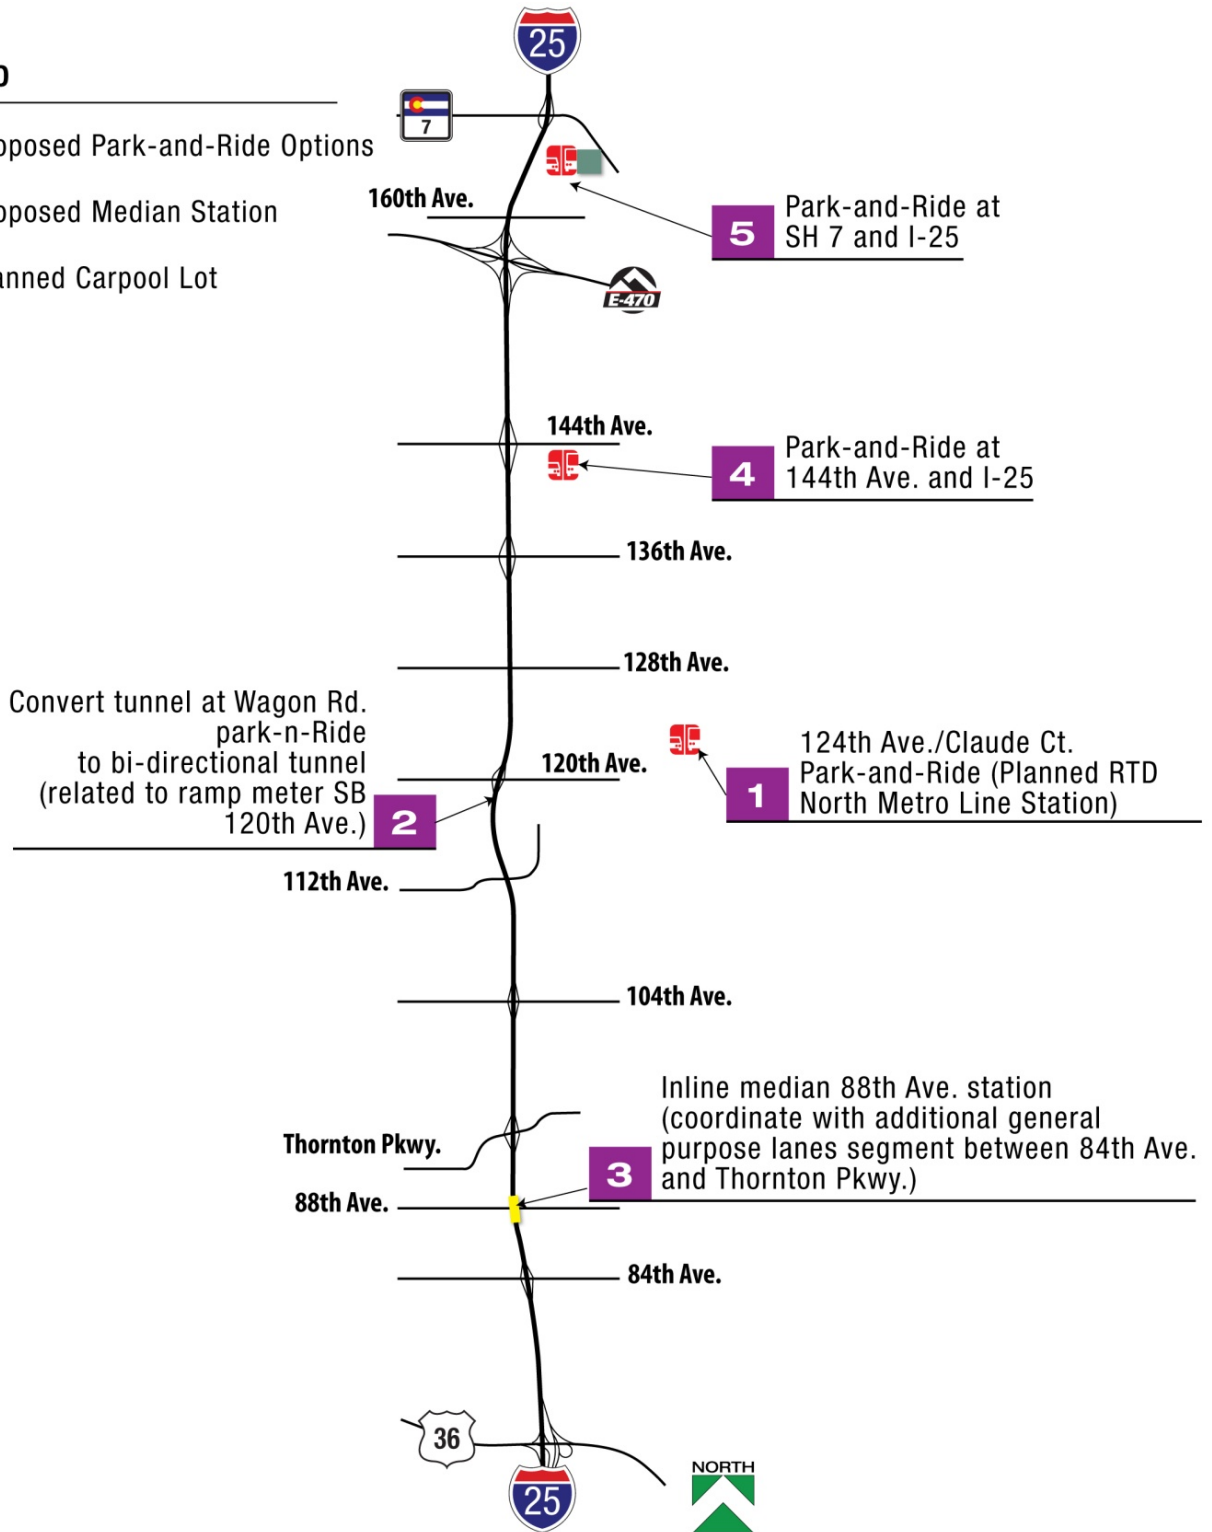 25
D
7
oposed Park-and-Ride Options
160th Ave.
oposed Median Station
5
Park-and-Ride at
SH 7 and I-25
anned Carpool Lot
E-470
144th Ave.
4
Park-and-Ride at
144th Ave. and I-25
136th Ave.
128th Ave.
Convert tunnel at Wagon Rd.
park-n-Ride
to bi-directional tunnel
(related to ramp meter SB
120th Ave.)
2
120th Ave.
1
124th Ave./Claude Ct.
Park-and-Ride (Planned RTD
North Metro Line Station)
112th Ave.
104th Ave.
Inline median 88th Ave. station
(coordinate with additional general
purpose lanes segment between 84th Ave.
and Thornton Pkwy.)
3
Thornton Pkwy.
88th Ave.
84th Ave.
36
25
NORTH